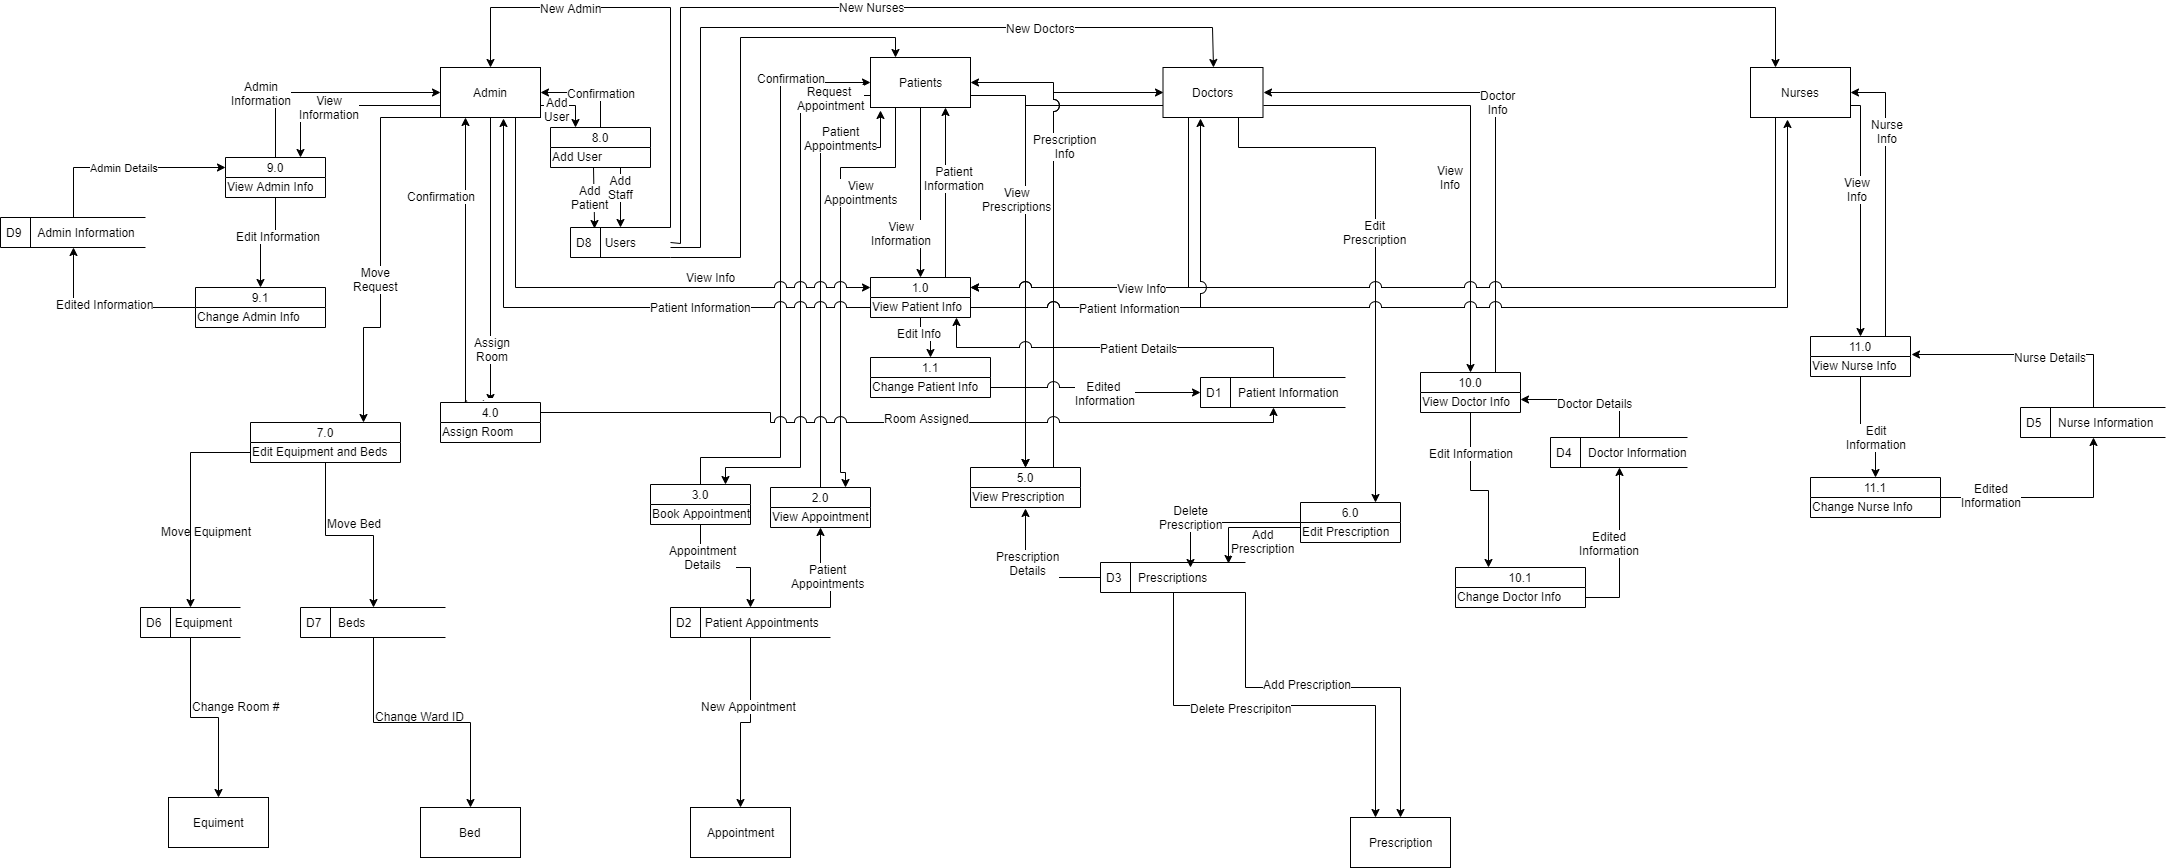 New Admin
New Nurses
New Doctors
Admin
Patients
Doctors
Nurses
Confirmation
Request
Appointment
Confirmation
Add
User
Admin
Information
View
Information
Doctor
Info
Nurse
Info
8.0
Add User
Patient
Appointments
Prescription
Info
9.0
View Admin Info
Admin Details
Add
Patient
Add
Staff
View
Appointments
Patient
Information
View
Prescriptions
View
Info
View
Info
Confirmation
D9
Admin Information
Edit Information
D8
Users
View
Information
Edit
Prescription
Move
Request
View Info
View Info
9.1
Change Admin Info
Edited Information
1.0
View Patient Info
Patient Information
Patient Information
Edit Info
Assign
Room
Patient Details
11.0
View Nurse Info
Nurse Details
1.1
Change Patient Info
Edited
Information
D1
Patient Information
10.0
View Doctor Info
Doctor Details
4.0
Assign Room
Room Assigned
D5
Nurse Information
7.0
Edit Equipment and Beds
Edit Information
D4
Doctor Information
Edit
Information
3.0
Book Appointment
2.0
View Appointment
5.0
View Prescription
11.1
Change Nurse Info
Edited
Information
Move Equipment
Move Bed
Delete
Prescription
Add
Prescription
6.0
Edit Prescription
Appointment
Details
Patient
Appointments
Prescription
Details
D3
Prescriptions
Edited
Information
10.1
Change Doctor Info
D6
Equipment
D7
Beds
D2
Patient Appointments
Add Prescription
Delete Prescripiton
Change Room #
Change Ward ID
New Appointment
Equiment
Bed
Appointment
Prescription